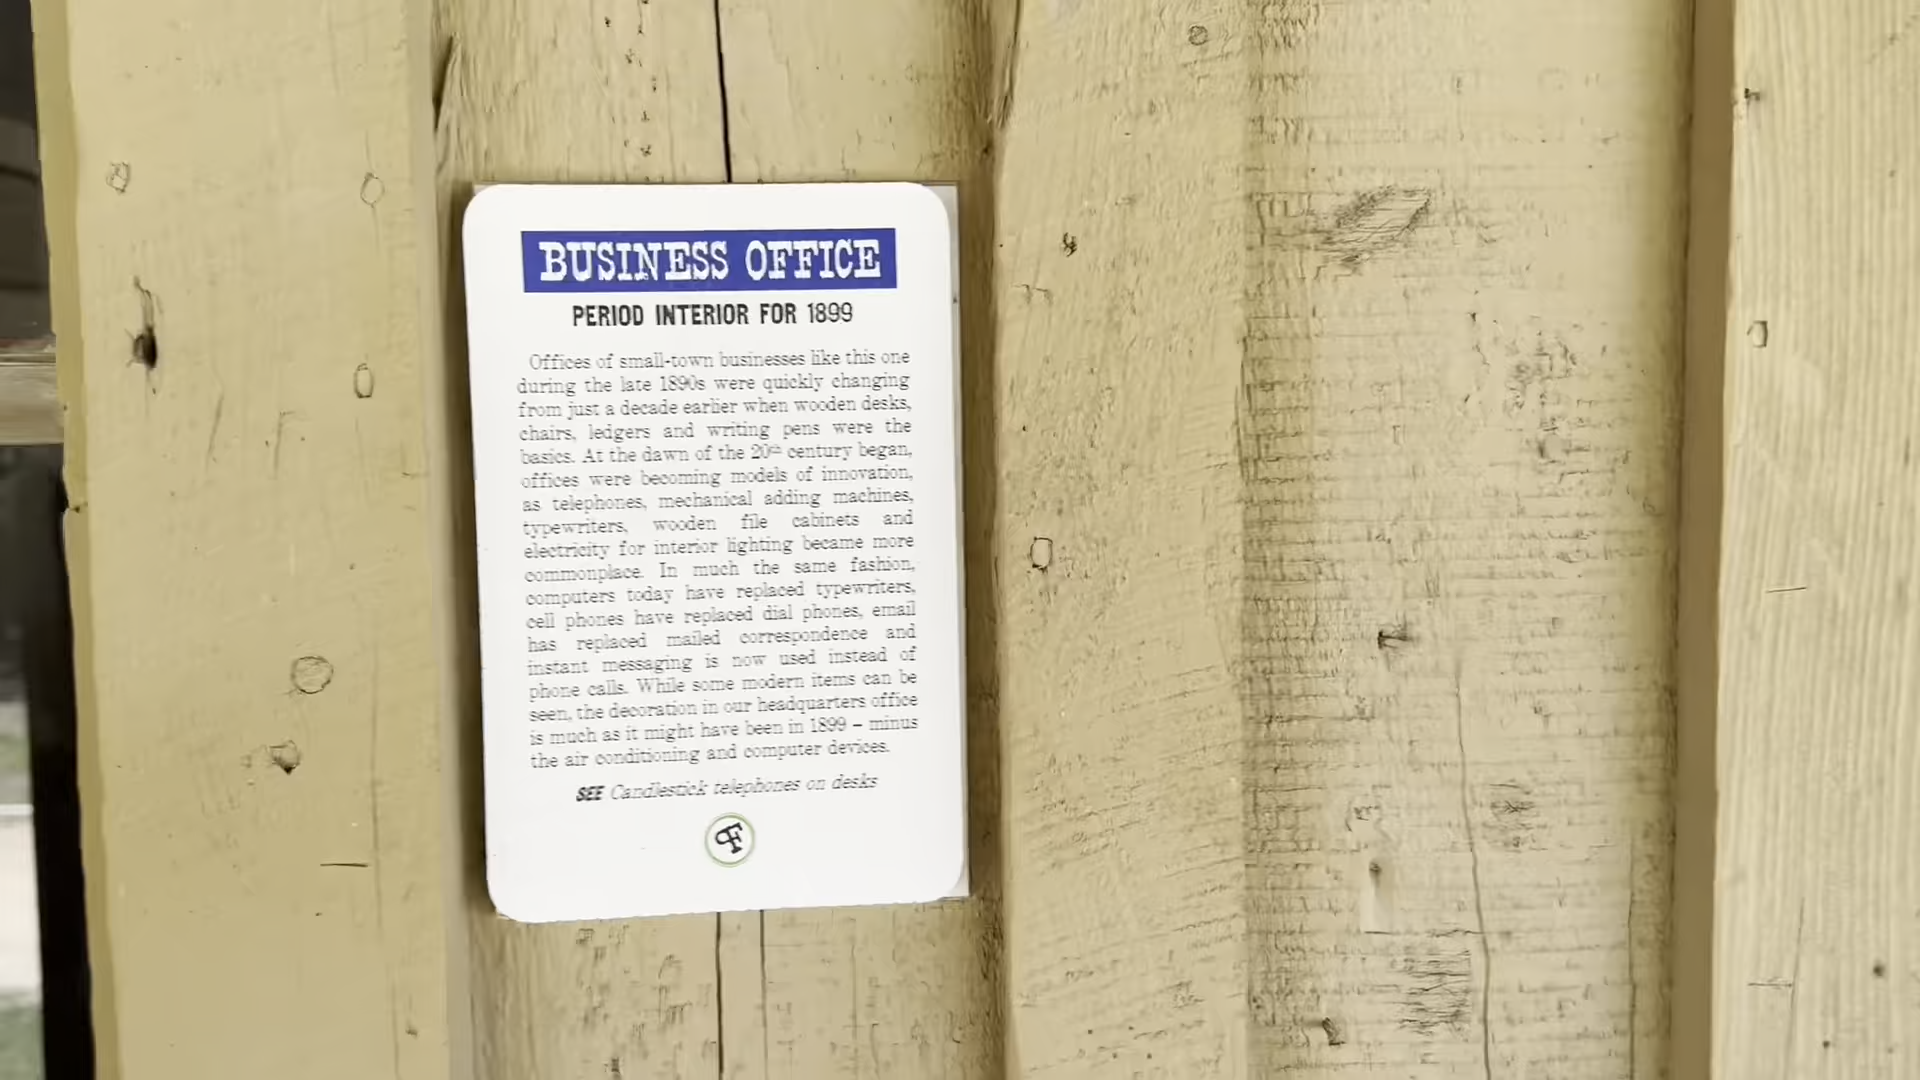 BUSINESS OFFICE
PERIOD INTERIOR FOR 1899
Offices of small-town businesses like this one
during the late 1890s were quickly changing
from just a decade earlier when wooden desks,
chairs, ledgers and writing pens were the
basics. At the dawn of the 20th century began,
offices were becoming models of innovation,
as telephones, mechanical adding machines,
typewriters, wooden file cabinets and
electricity for interior lighting became more
commonplace. In much the same fashion,
computers today have replaced typewriters,
cell phones have replaced dial phones, email
has replaced mailed correspondence and
instant messaging is now used instead of
phone calls. While some modern items can be
seen, the decoration in our headquarters office
is much as it might have been in 1899 – minus
the air conditioning and computer devices.
SEE Candlestick telephones on desks